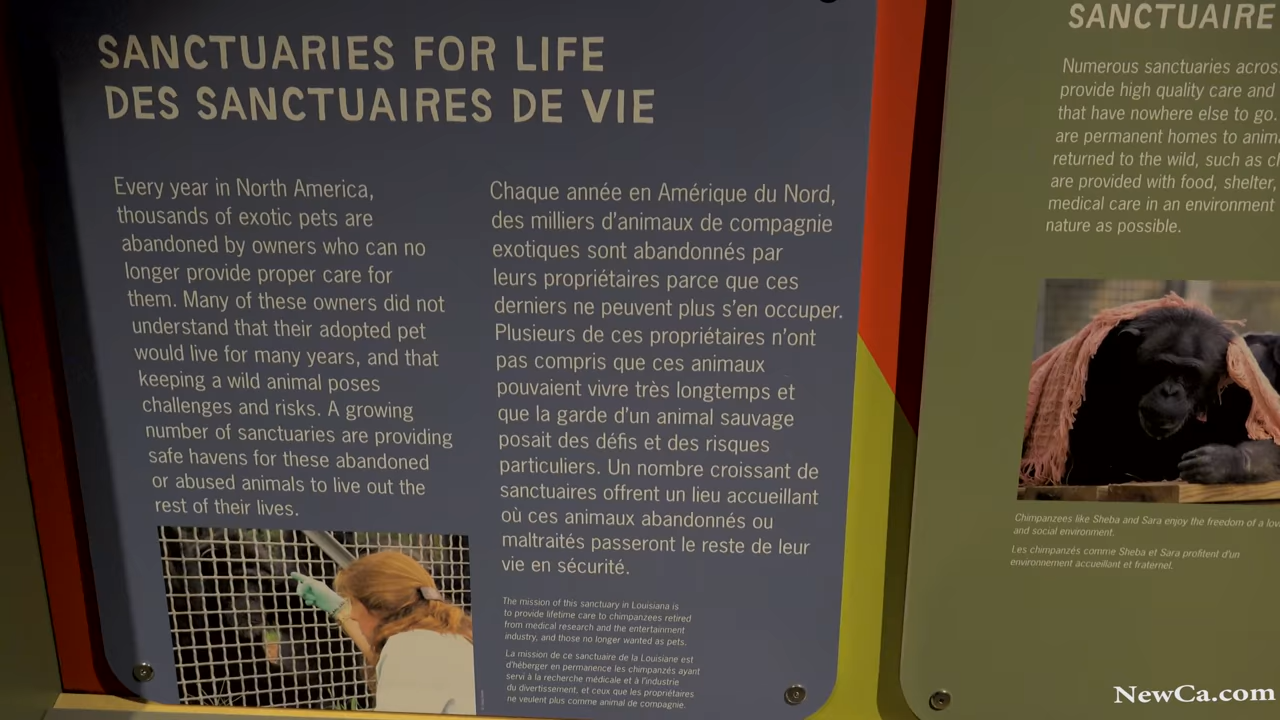 SANCTUARIES FOR LIFE
DES SANCTUAIRES DE VIE
Every year in North America,
thousands of exotic pets are
abandoned by owners who can no
longer provide proper care for
them. Many of these owners did not
understand that their adopted pet
would live for many years, and that
keeping a wild animal poses
challenges and risks. A growing
number of sanctuaries are providing
safe havens for these abandoned
or abused animals to live out the
rest of their lives.
Chaque année en Amérique du Nord,
des milliers d'animaux de compagnie
exotiques sont abandonnés par
leurs propriétaires parce que ces
derniers ne peuvent plus s'en occuper.
Plusieurs de ces propriétaires n'ont
pas compris que ces animaux
pouvaient vivre très longtemps et
que la garde d'un animal sauvage
posait des défis et des risques
particuliers. Un nombre croissant de
sanctuaires offrent un lieu accueillant
où ces animaux abandonnés ou
maltraités passeront le reste de leur
vie en sécurité.
The mission of this sanctuary in Louisiana is
to provide lifetime care to chimpanzees retired
from medical research and the entertainment
industry, and those no longer wanted as pets.
La mission de ce sanctuaire de la Louisiane est
d'héberger en permanence les chimpanzés ayant
servi à la recherche médicale et à l'industrie
du divertissement, et ceux que les propriétaires
ne veulent plus comme animal de compagnie.
SANCTUAIRE
Numerous sanctuaries across
provide high quality care and
that have nowhere else to go.
are permanent homes to
returned to the wild, such as
are provided with food, shelter,
medical care in an environment
nature as possible.
Chimpanzees like Sheba and Sara enjoy the freedom of a
and social environment.
Les chimpanzés comme Sheba et Sara profitent d'un
environnement accueillant et fraternel.
NewCa.com